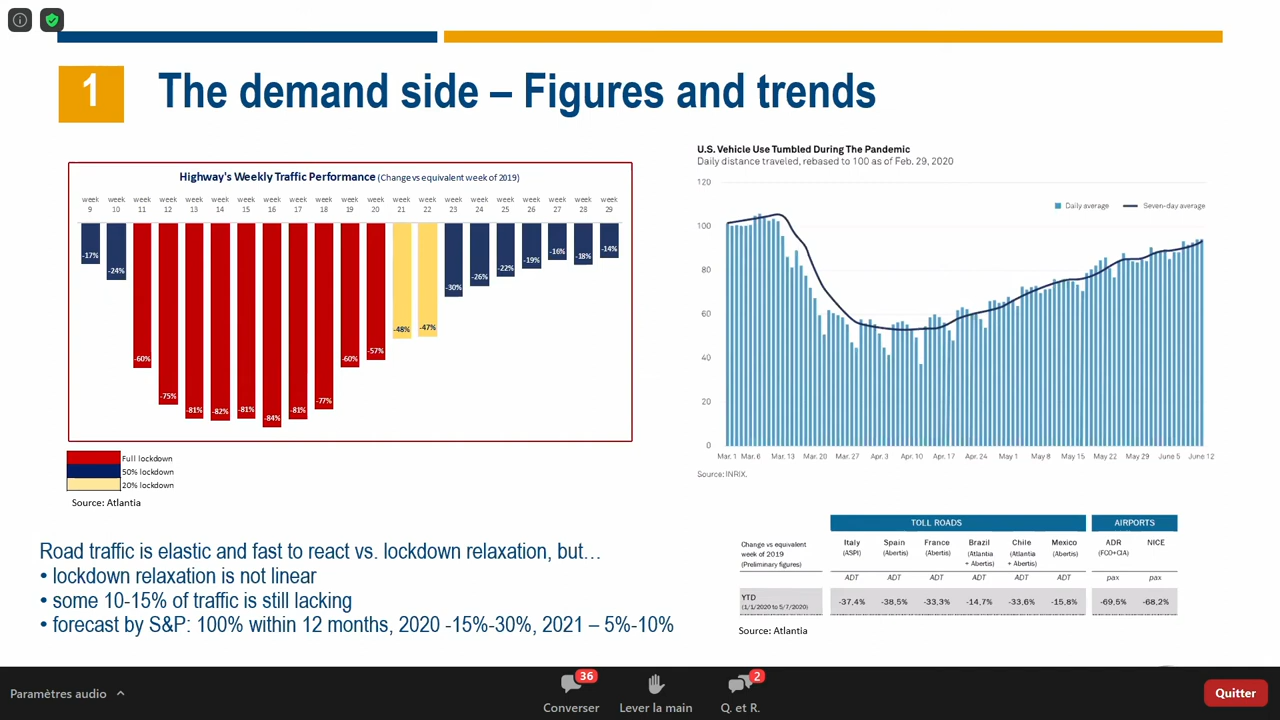 1
The demand side – Figures and trends
Highway's Weekly Traffic Performance (Change vs equivalent week of 2019)
week week week week week week week week week week week week week week week week week week week week week
9 10 11 12 13 14 15 16 17 18 19 20 21 22 23 24 25 26 27 28 29
-17% -24% -60% -75% -81% -82% -81% -84% -81% -77% -60% -57% -48% -47% -30% -26% -22% -19% -16% -18% -14%
Full lockdown
50% lockdown
20% lockdown
Source: Atlantia
U.S. Vehicle Use Tumbled During The Pandemic
Daily distance traveled, rebased to 100 as of Feb. 29, 2020
120
Daily average Seven-day average
100
80
60
40
20
0
Mar. 1 Mar. 6 Mar. 13 Mar. 20 Mar. 27 Apr. 3 Apr. 10 Apr. 17 Apr. 24 May 1 May 8 May 15 May 22 May 29 June 5 June 12
Source: INRIX.
TOLL ROADS AIRPORTS
Change vs equivalent
week of 2019
(Preliminary figures)
Italy Spain France Brazil Chile Mexico ADR NICE
(ASPI) (Abertis) (Abertis) (Atlantia + Abertis) (Atlantia + Abertis) (Abertis) (FCO+CIA)
ADT ADT ADT ADT ADT ADT pax pax
YTD
(1/1/2020 to 5/7/2020)
-37,4% -38,5% -33,3% -14,7% -33,6% -15,8% -69,5% -68,2%
Source: Atlantia
Road traffic is elastic and fast to react vs. lockdown relaxation, but…
• lockdown relaxation is not linear
• some 10-15% of traffic is still lacking
• forecast by S&P: 100% within 12 months, 2020 -15%-30%, 2021 – 5%-10%
Paramètres audio
36
Converser
Lever la main
2
Q. et R.
Quitter